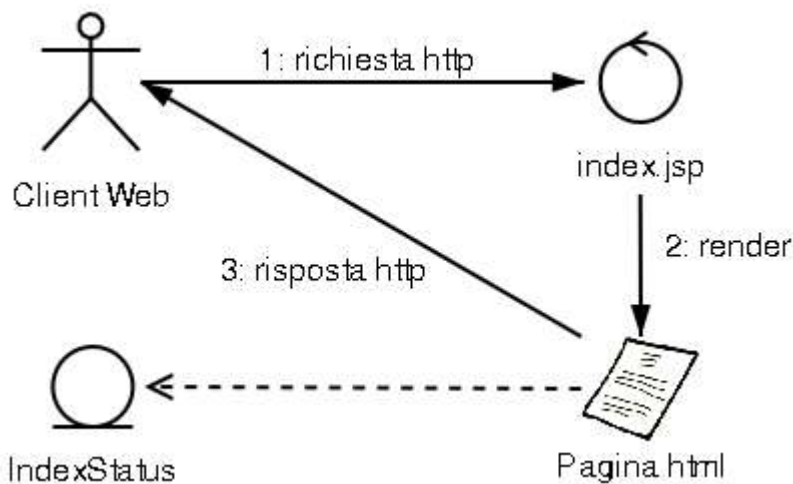 1: richiesta http
Client Web
index.jsp
2: render
3: risposta http
IndexStatus
Pagina html